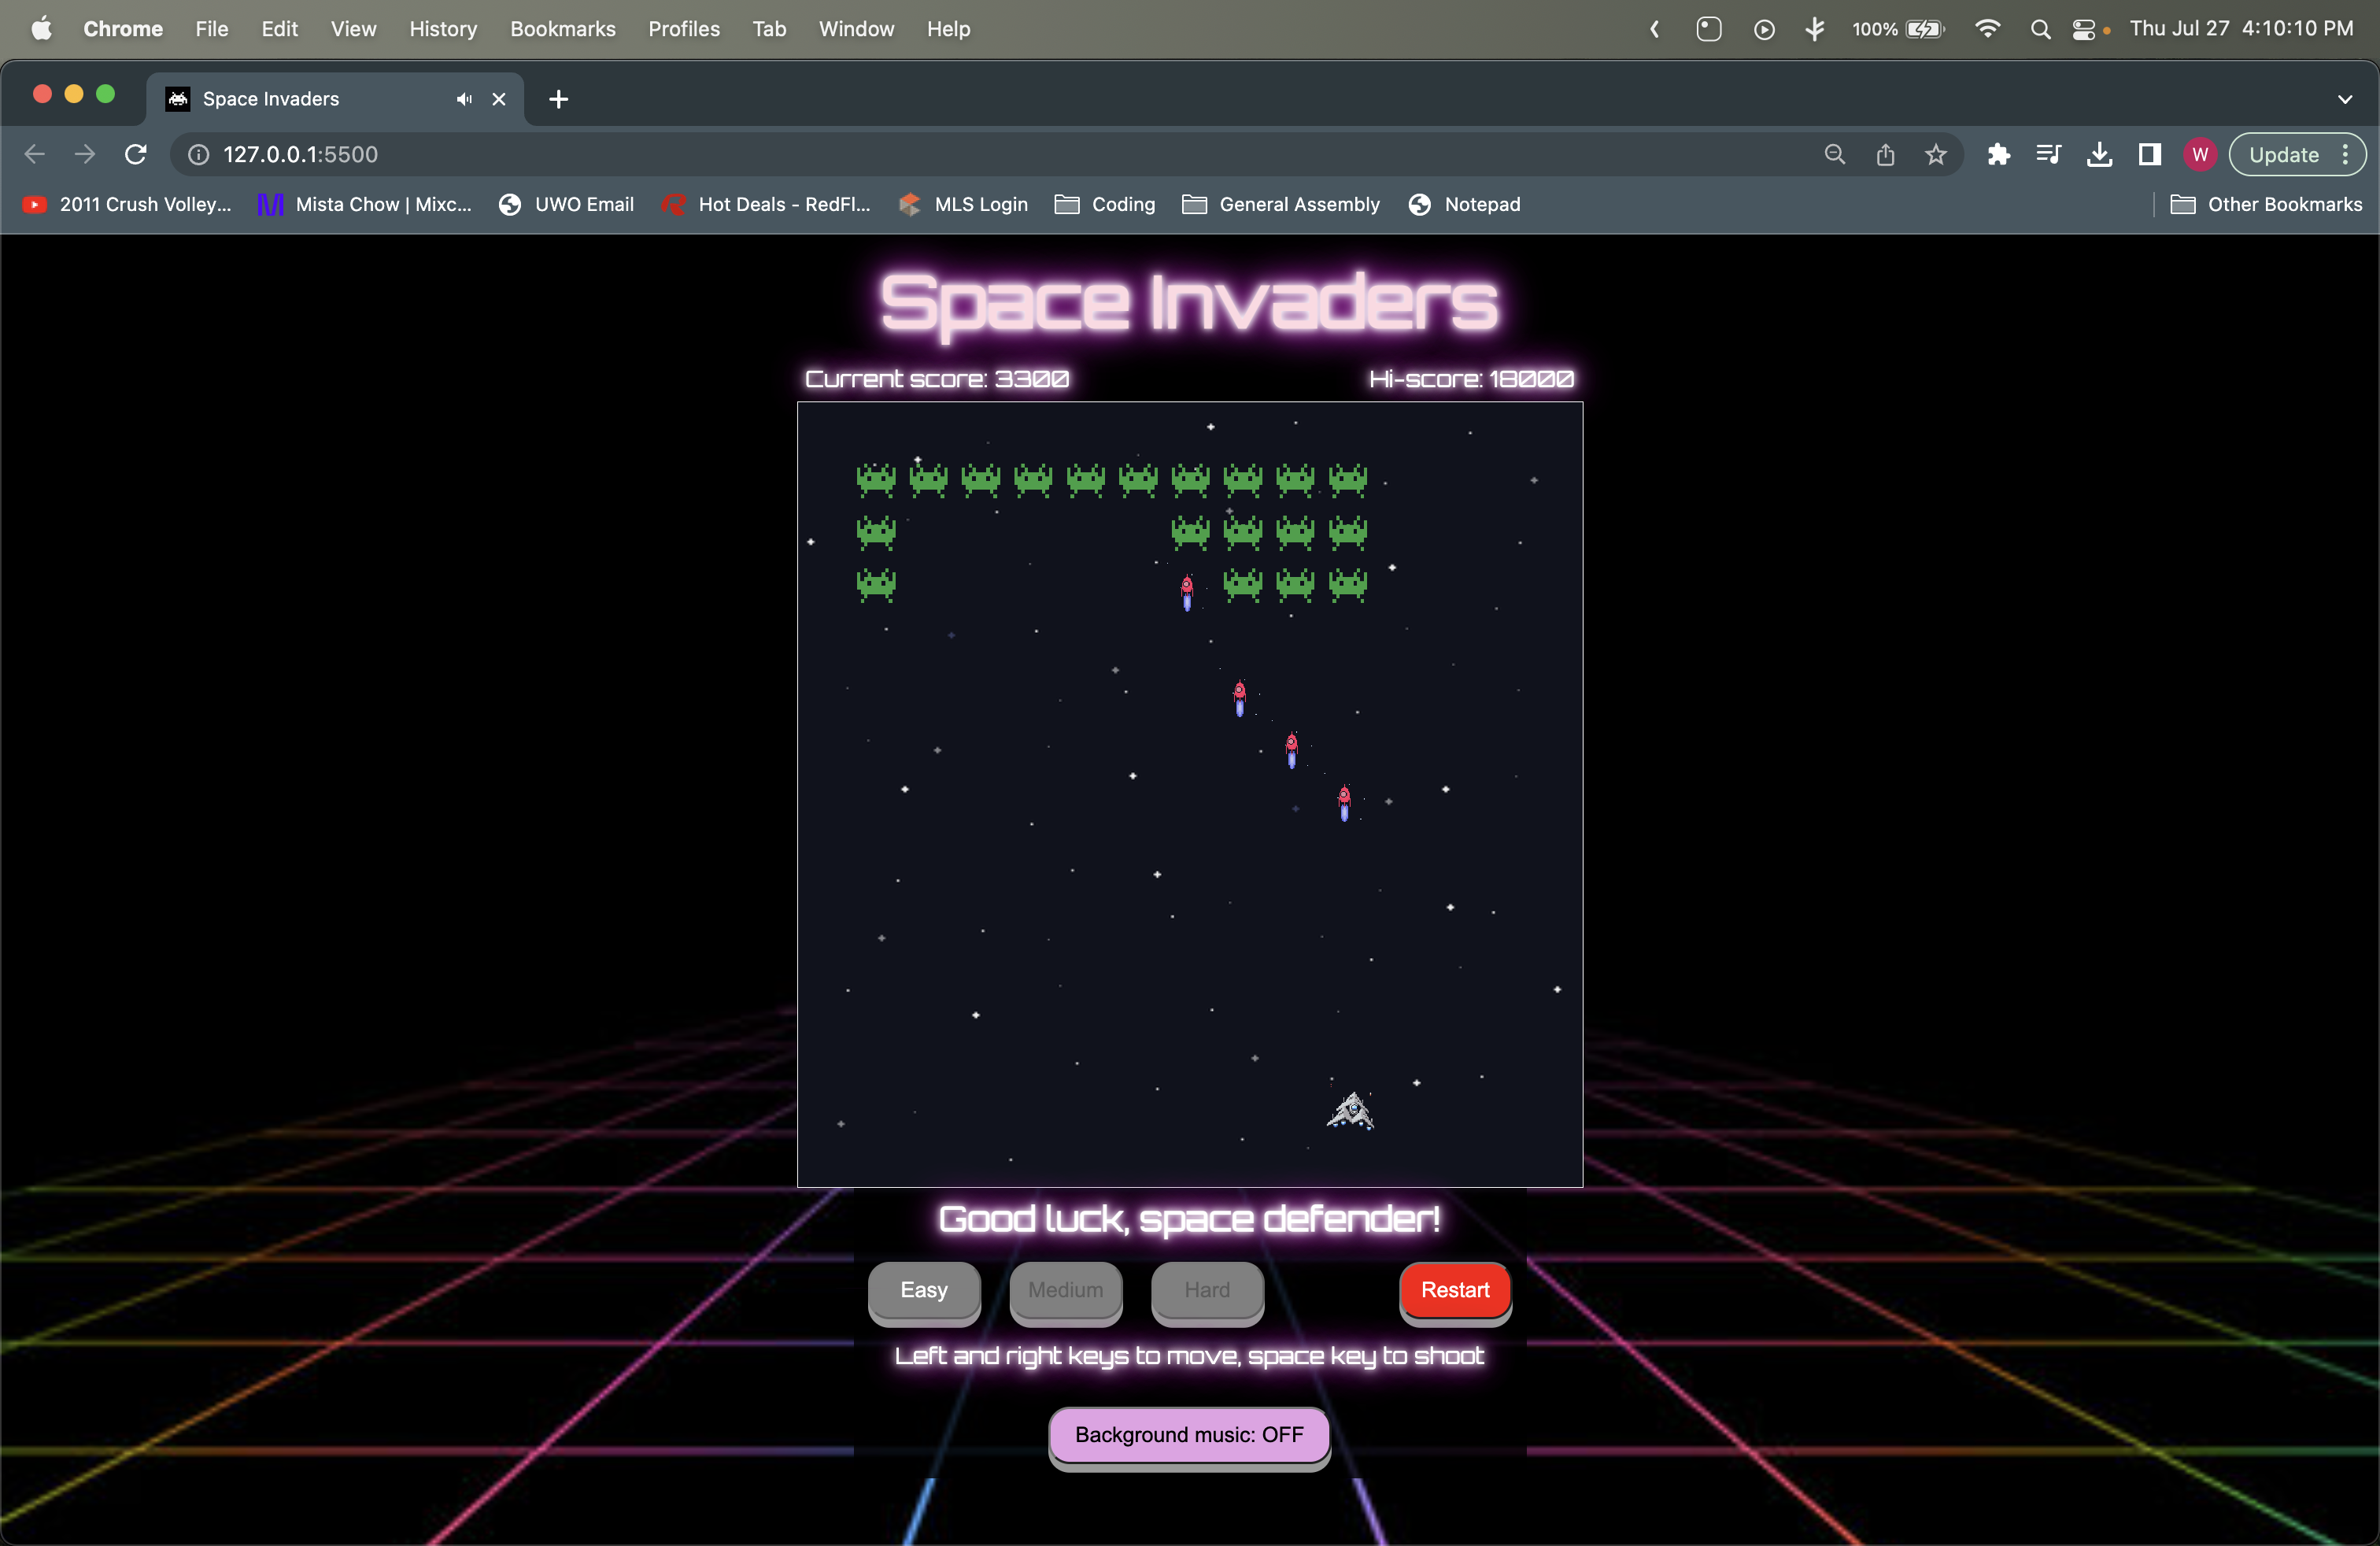 Chrome File Edit View History Bookmarks Profiles Tab Window Help 100% Thu Jul 27 4:10:10 PM
Space Invaders
127.0.0.1:5500 W Update
2011 Crush Volley... Mista Chow | Mixc... UWO Email Hot Deals - RedFl... MLS Login Coding General Assembly Notepad Other Bookmarks
Space Invaders
Current score: 3300 Hi-score: 18000
Good luck, space defender!
Easy Medium Hard Restart
Left and right keys to move, space key to shoot
Background music: OFF